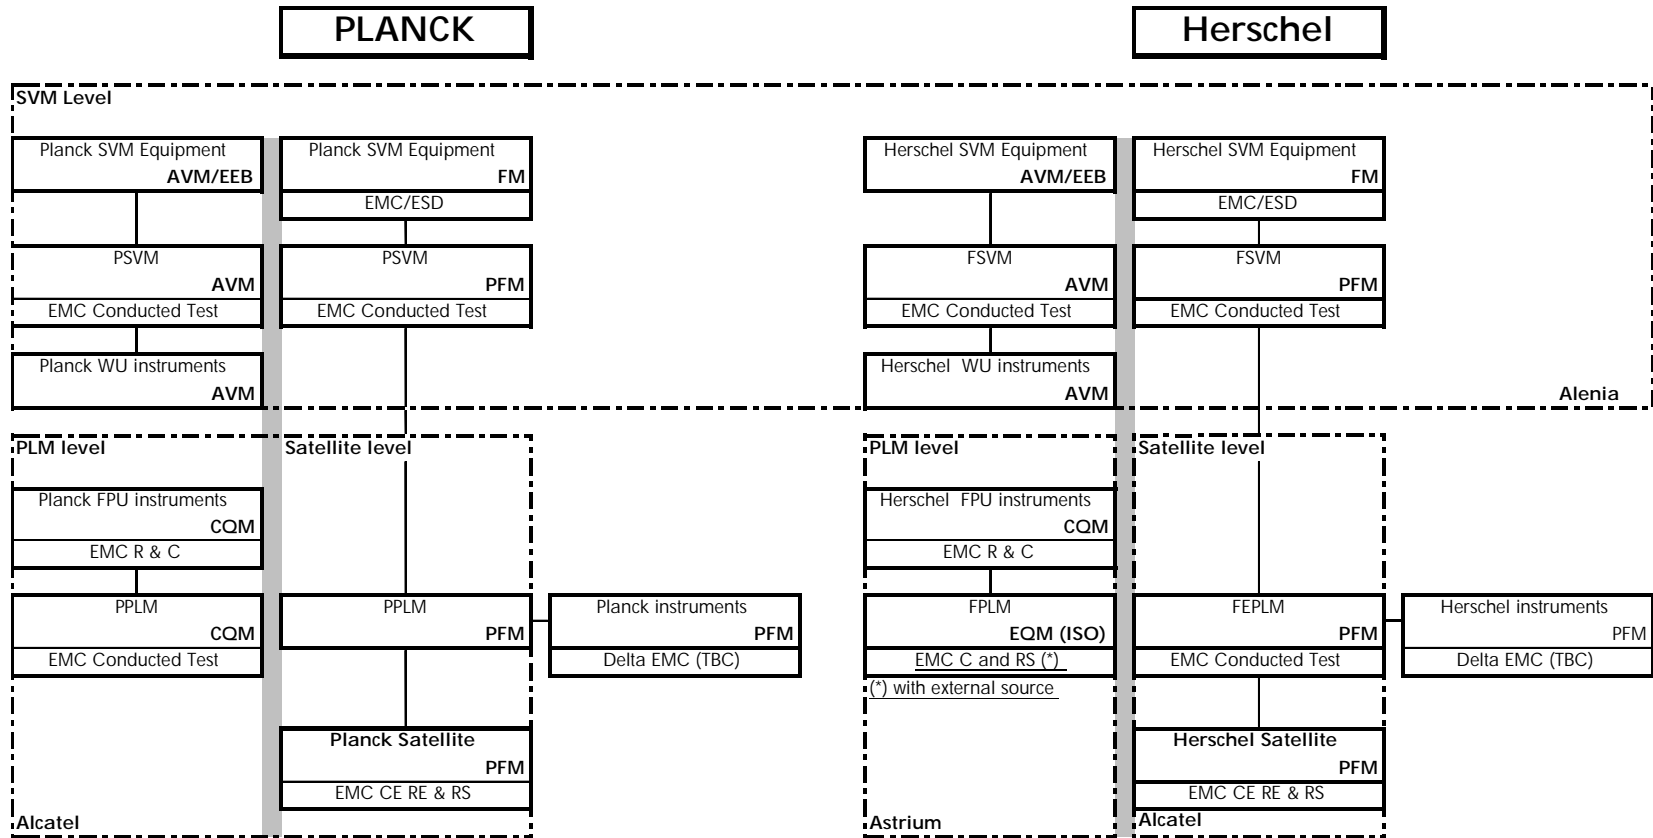 PLANCK
Herschel
SVM Level
Planck SVM Equipment
AVM/EEB
Planck SVM Equipment
FM
EMC/ESD
Herschel SVM Equipment
AVM/EEB
Herschel SVM Equipment
FM
EMC/ESD
PSVM
AVM
EMC Conducted Test
PSVM
PFM
EMC Conducted Test
FSVM
AVM
EMC Conducted Test
FSVM
PFM
EMC Conducted Test
Planck WU instruments
AVM
Herschel WU instruments
AVM
Alenia
PLM level
Satellite level
PLM level
Satellite level
Planck FPU instruments
CQM
EMC R & C
Herschel FPU instruments
CQM
EMC R & C
PPLM
CQM
EMC Conducted Test
PPLM
PFM
Planck instruments
PFM
Delta EMC (TBC)
FPLM
EQM (ISO)
EMC C and RS (*)
(*) with external source
FEPLM
PFM
EMC Conducted Test
Herschel instruments
PFM
Delta EMC (TBC)
Planck Satellite
PFM
EMC CE RE & RS
Herschel Satellite
PFM
EMC CE RE & RS
Alcatel
Astrium
Alcatel